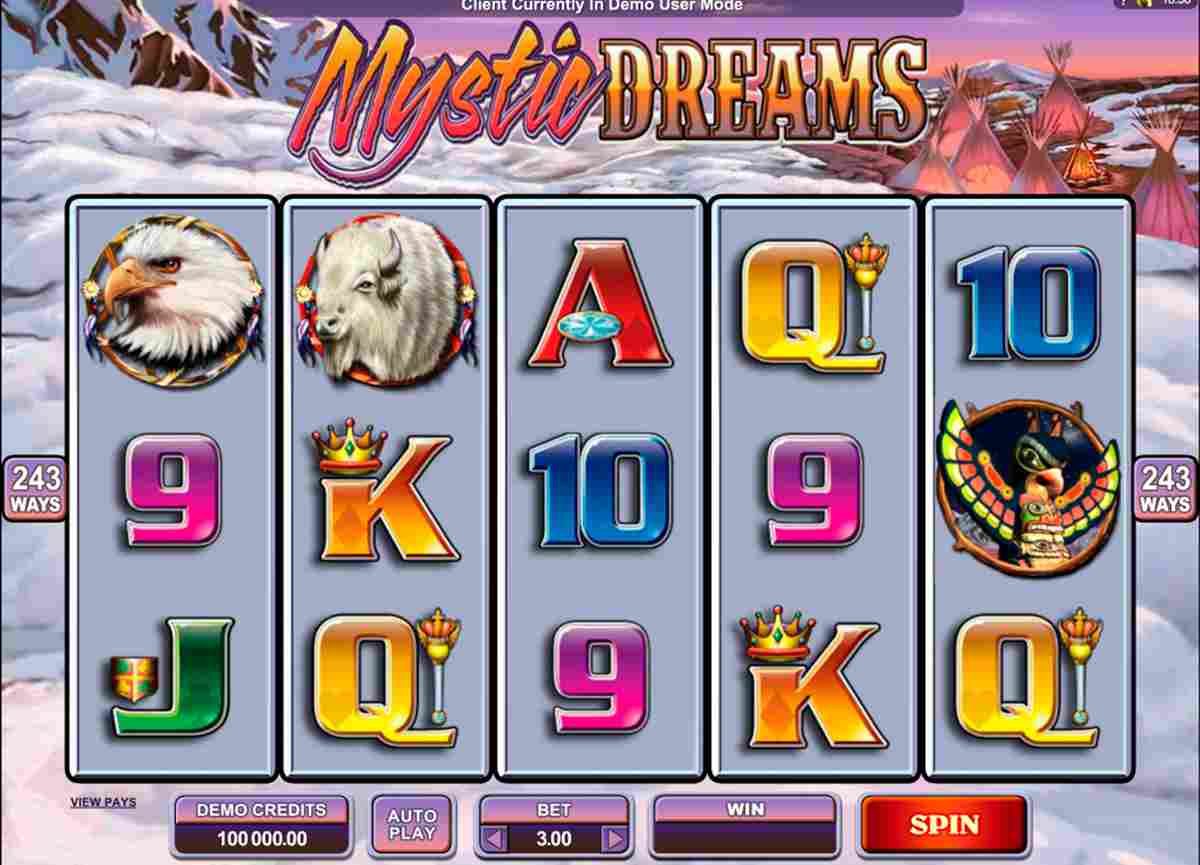 Client Currently In Demo User Mode
Mystic DREAMS
A Q 10
9 K 10 9
J Q 9 K Q
243 WAYS
243 WAYS
VIEW PAYS
DEMO CREDITS
100 000.00
AUTO PLAY
BET
3.00
WIN
SPIN